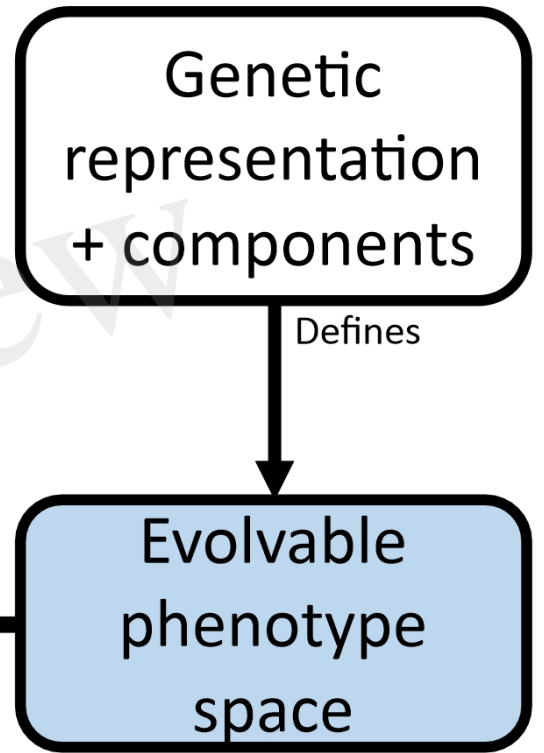 Genetic
representation
+ components
Defines
Evolvable
phenotype
space